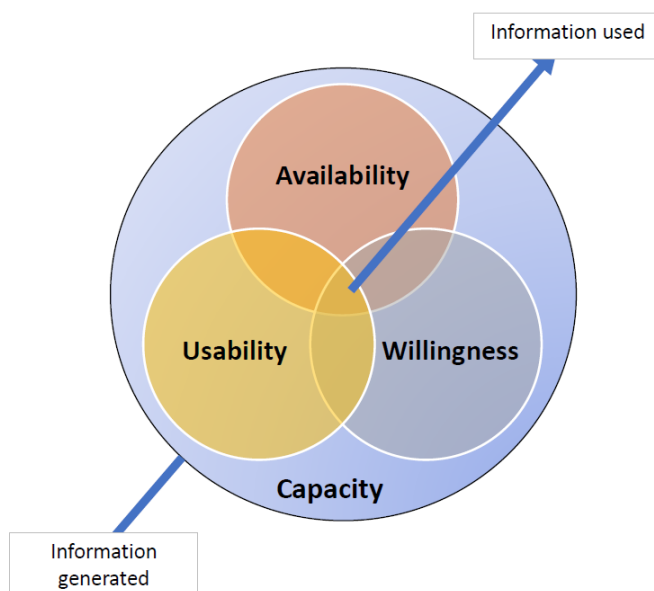 Information used
Availability
Usability
Willingness
Capacity
Information
generated